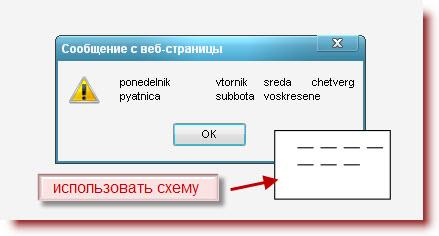 Сообщение с веб-страницы
ponedelnik vtornik sreda chetverg
pyatnica subbota voskresene
OK
использовать схему